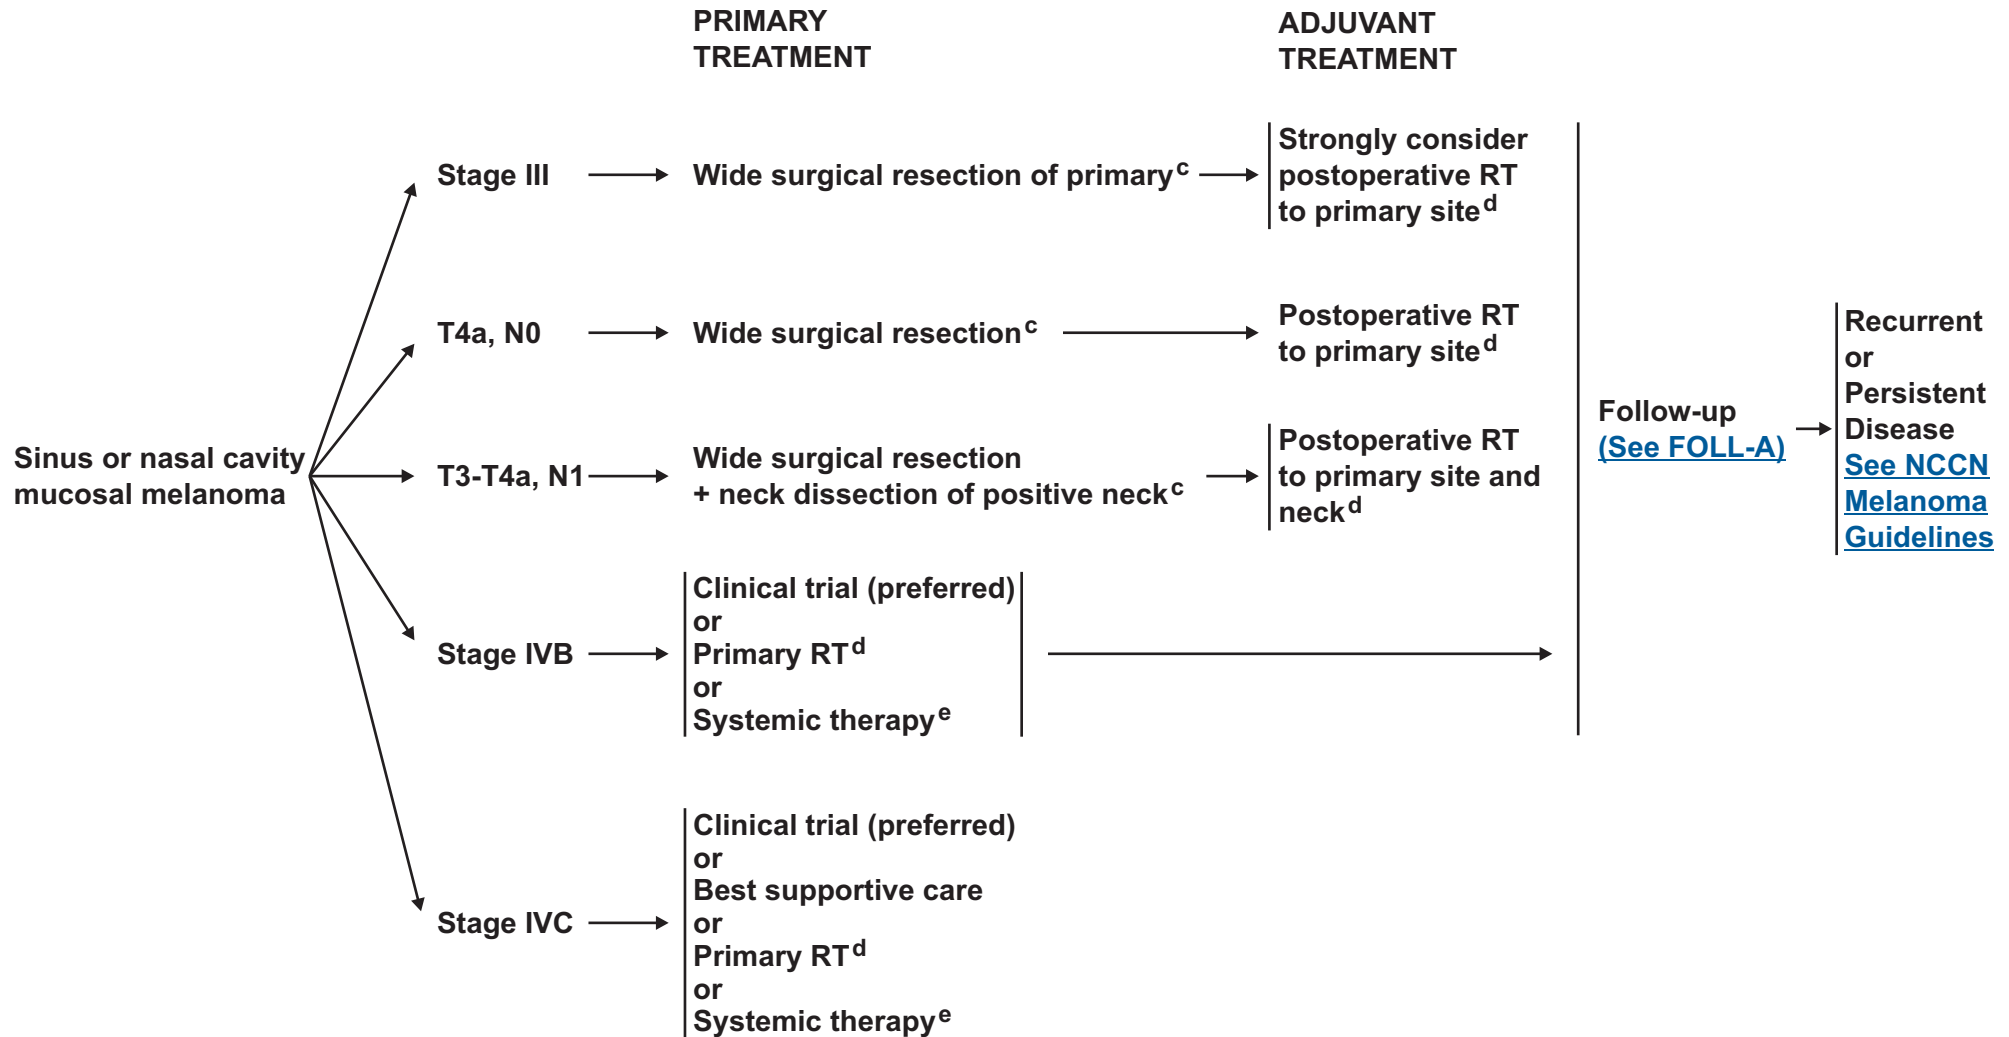 PRIMARY
TREATMENT
ADJUVANT
TREATMENT
Sinus or nasal cavity
mucosal melanoma
Stage III
Wide surgical resection of primary c
Strongly consider
postoperative RT
to primary site d
T4a, N0
Wide surgical resection c
Postoperative RT
to primary site d
T3-T4a, N1
Wide surgical resection
+ neck dissection of positive neck c
Postoperative RT
to primary site and
neck d
Stage IVB
Clinical trial (preferred)
or
Primary RT d
or
Systemic therapy e
Stage IVC
Clinical trial (preferred)
or
Best supportive care
or
Primary RT d
or
Systemic therapy e
Follow-up
(See FOLL-A)
Recurrent
or
Persistent
Disease
See NCCN
Melanoma
Guidelines